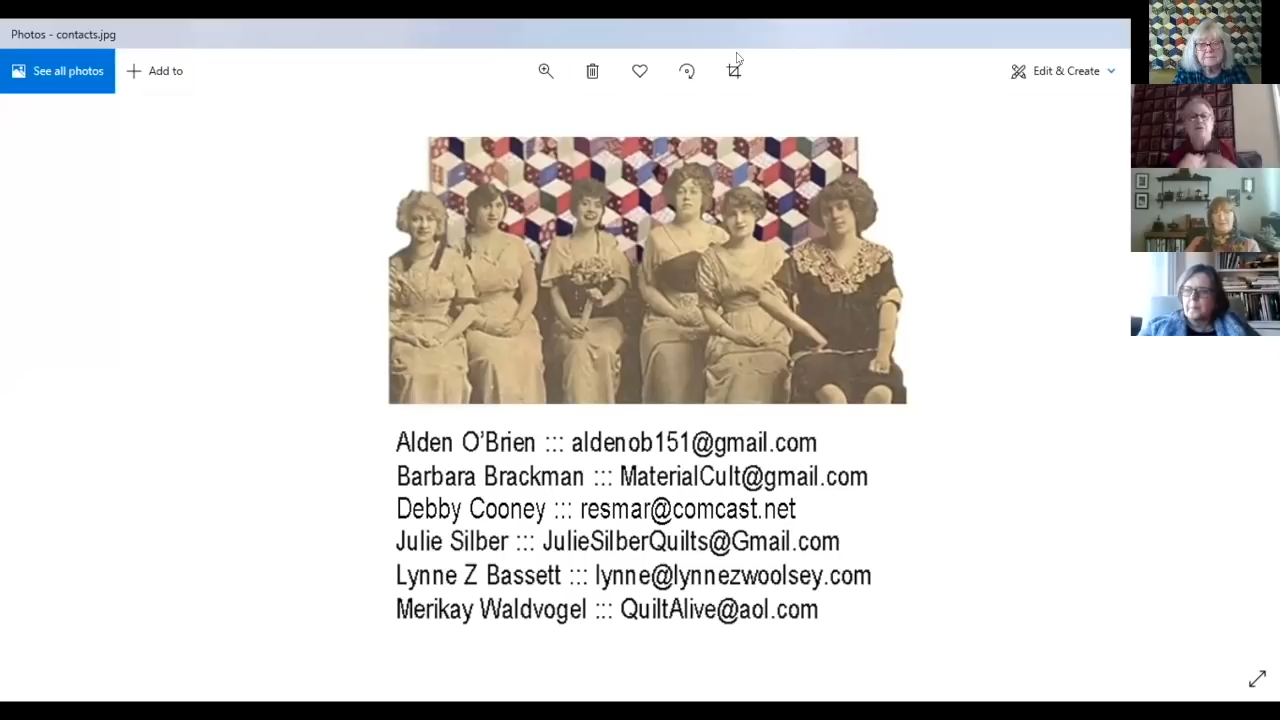 Photos - contacts.jpg
See all photos
Add to
Edit & Create
Alden O'Brien ::: aldenob151@gmail.com
Barbara Brackman ::: MaterialCult@gmail.com
Debby Cooney ::: resmar@comcast.net
Julie Silber ::: JulieSilberQuilts@Gmail.com
Lynne Z Bassett ::: lynne@lynnezwoolsey.com
Merikay Waldvogel ::: QuiltAlive@aol.com